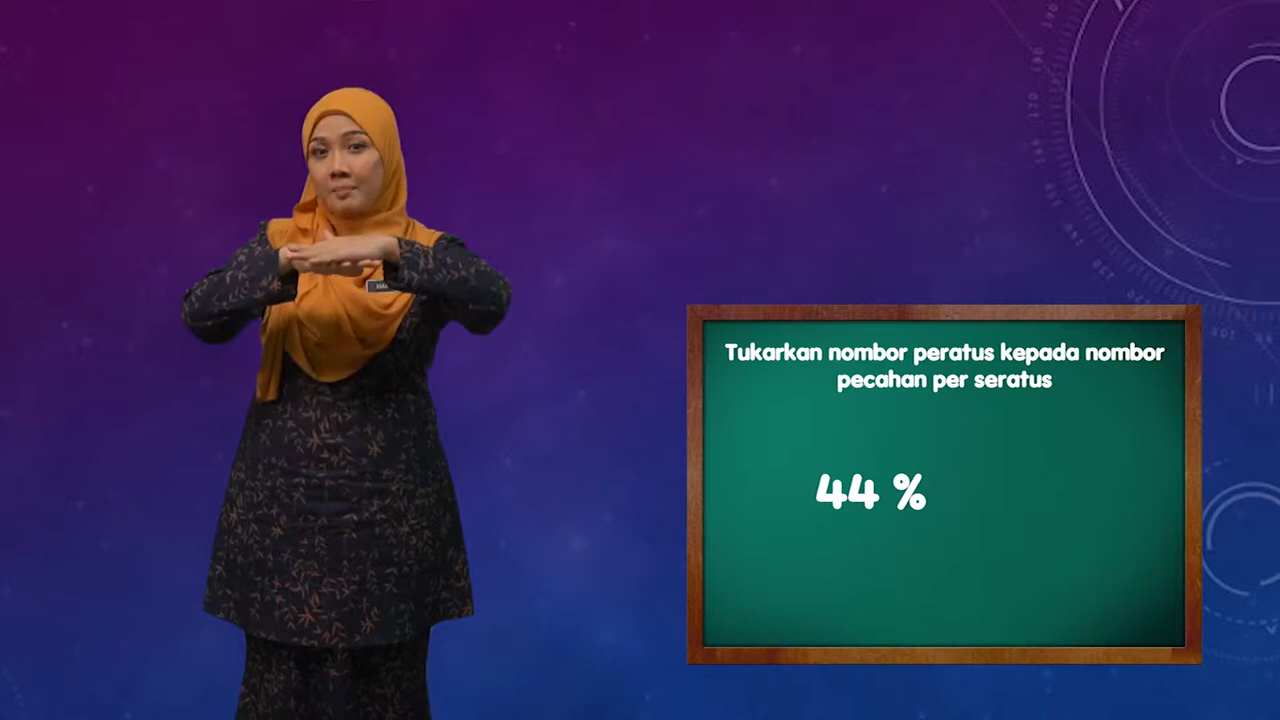 Tukarkan nombor peratus kepada nombor
pecahan per seratus
44 %